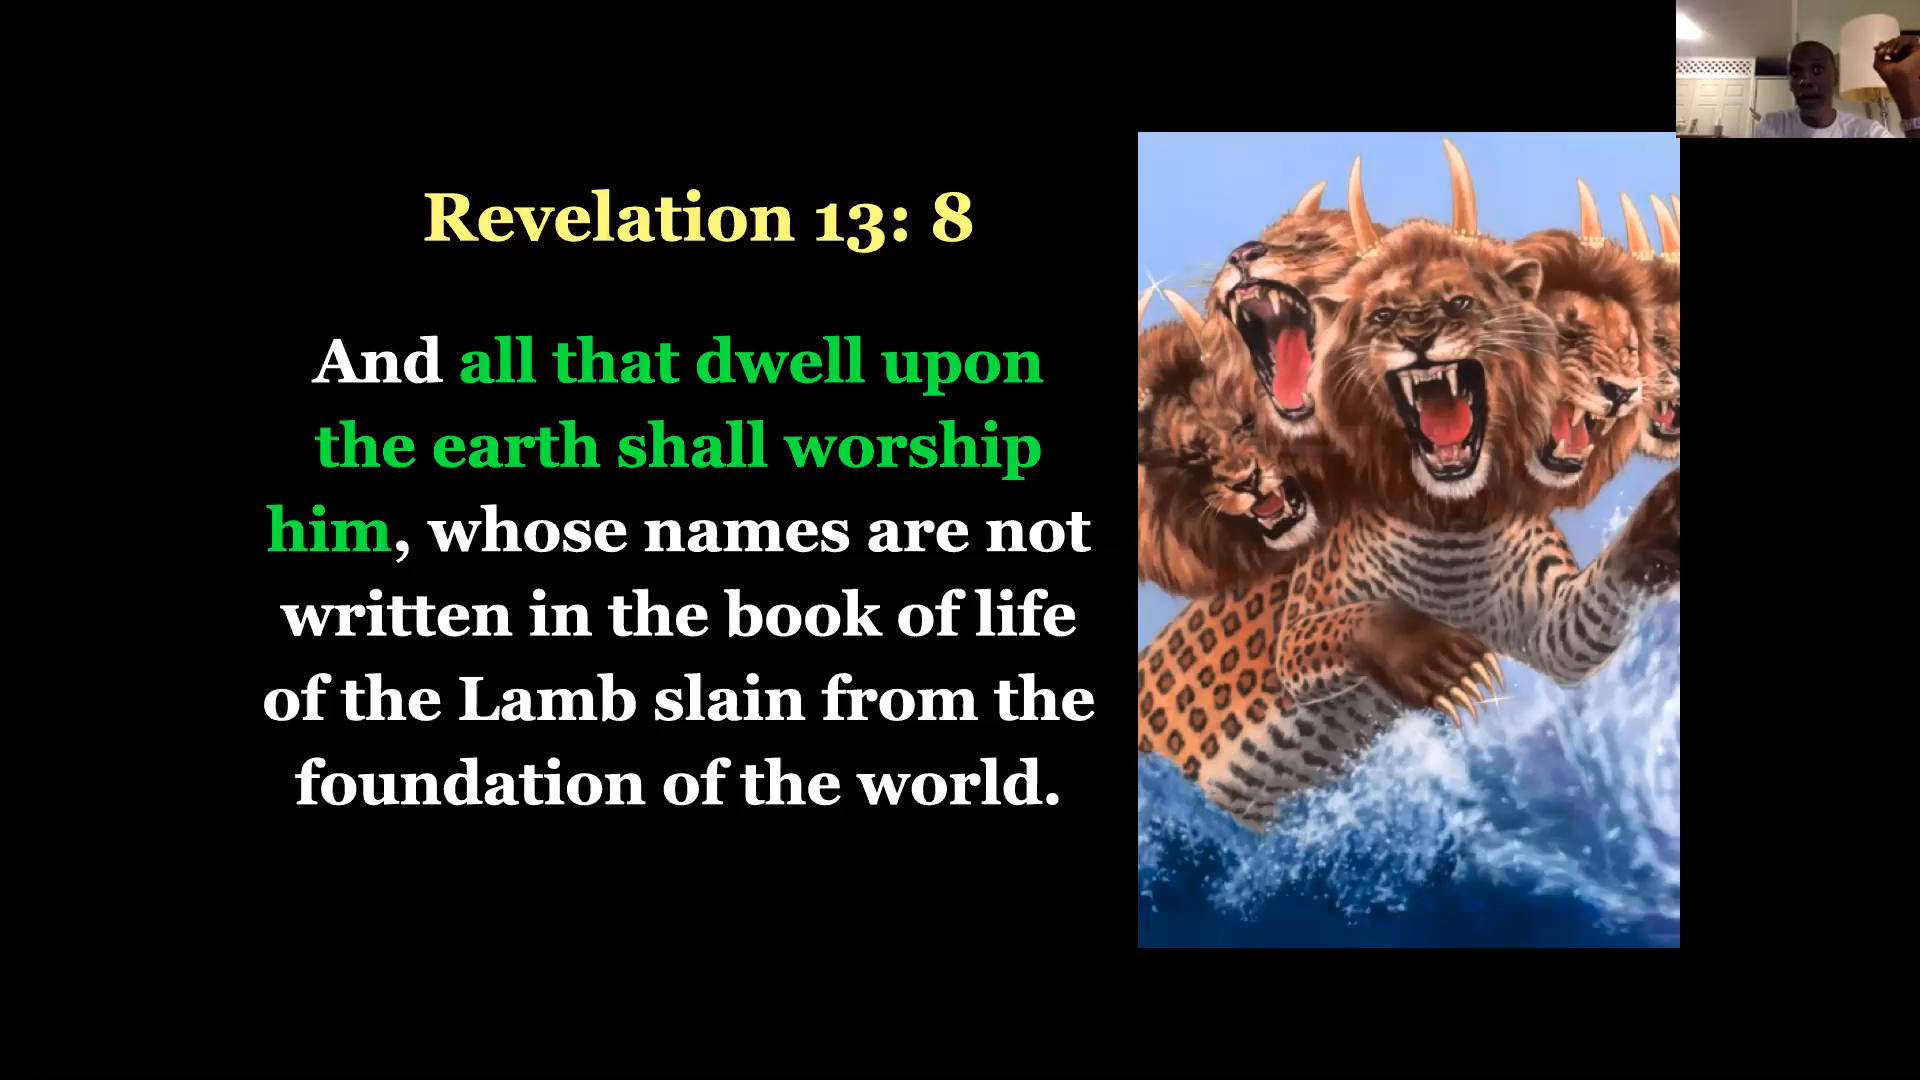 Revelation 13: 8
And all that dwell upon
the earth shall worship
him, whose names are not
written in the book of life
of the Lamb slain from the
foundation of the world.